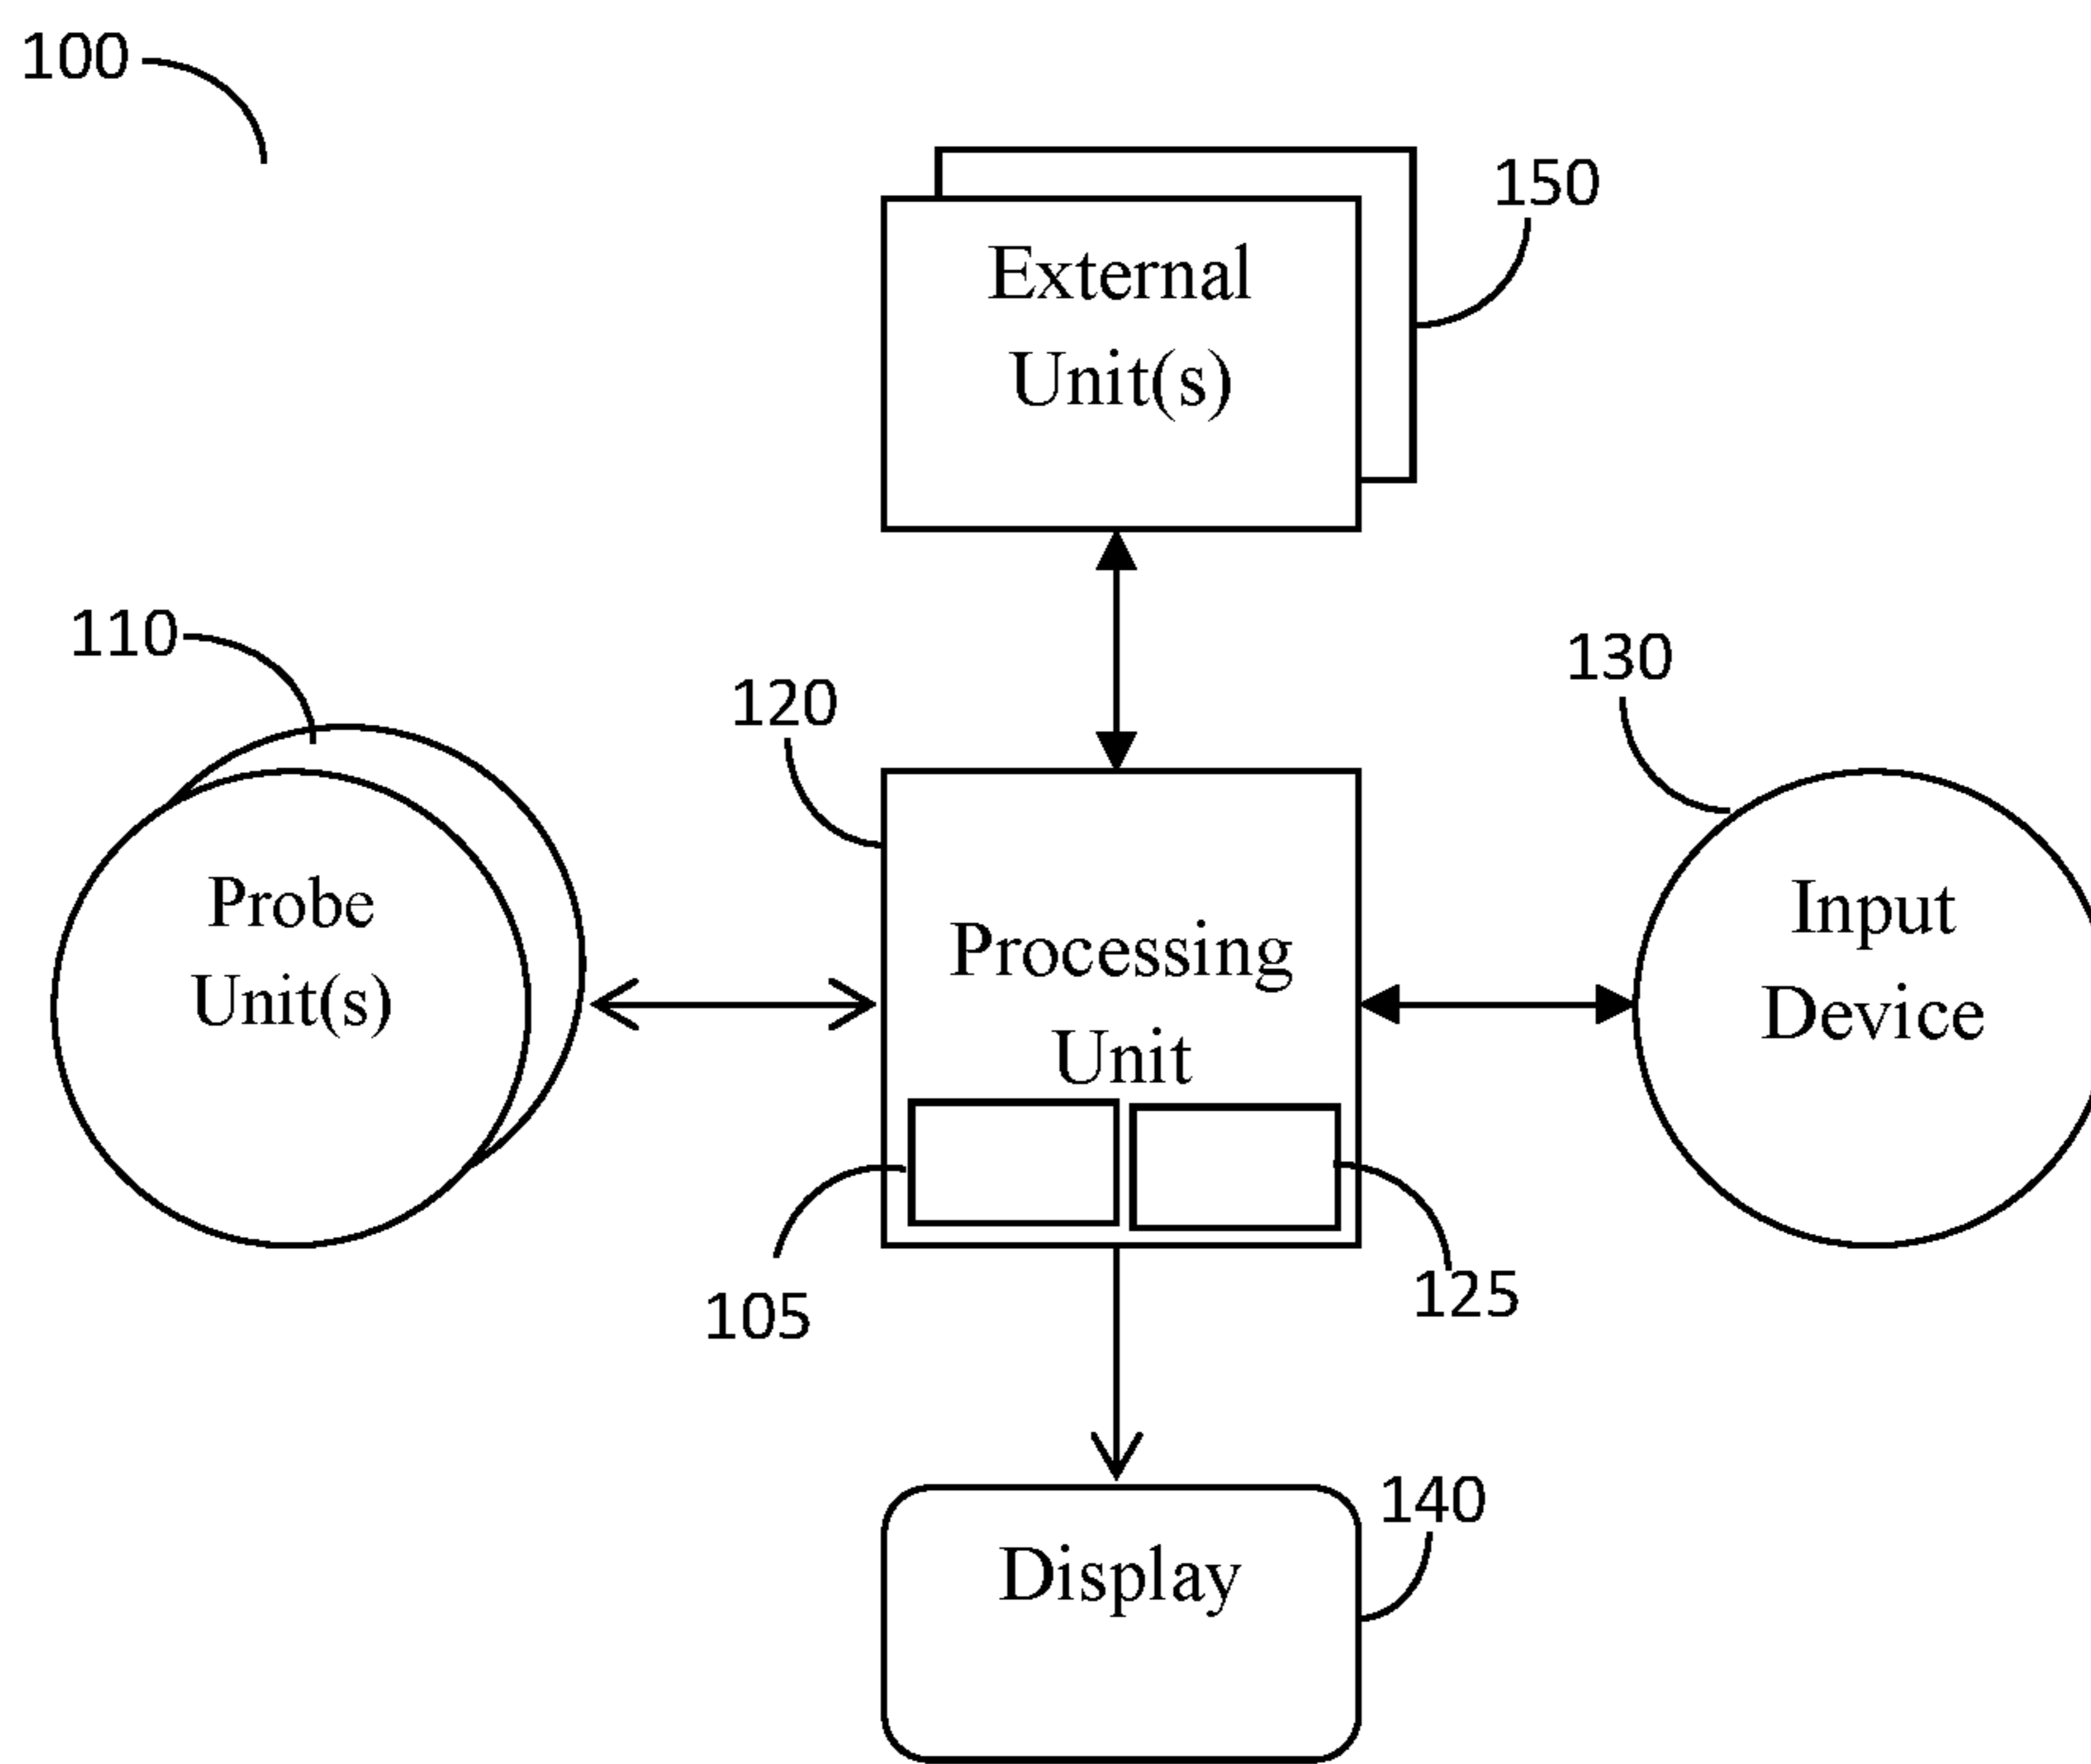 100
150
External
Unit(s)
110
120
130
Probe
Unit(s)
Processing
Unit
Input
Device
105
125
140
Display